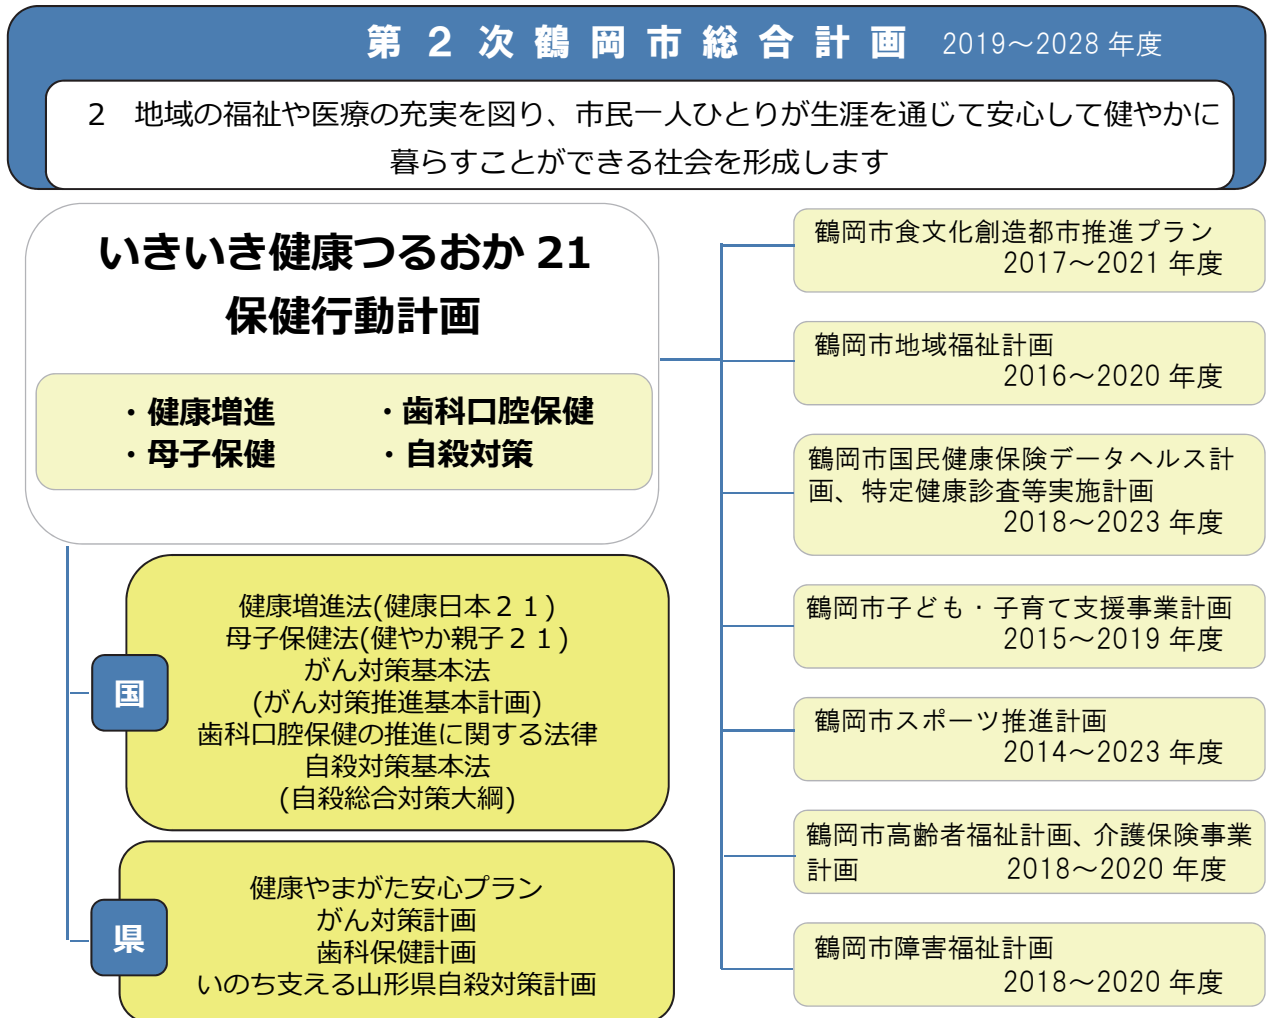 第２次鶴岡市総合計画 2019～2028 年度
2　地域の福祉や医療の充実を図り、市民一人ひとりが生涯を通じて安心して健やかに
暮らすことができる社会を形成します
いきいき健康つるおか 21
保健行動計画
・健康増進 ・歯科口腔保健
・母子保健 ・自殺対策
国
健康増進法(健康日本２１)
母子保健法(健やか親子２１)
がん対策基本法
(がん対策推進基本計画)
歯科口腔保健の推進に関する法律
自殺対策基本法
(自殺総合対策大綱)
県
健康やまがた安心プラン
がん対策計画
歯科保健計画
いのち支える山形県自殺対策計画
鶴岡市食文化創造都市推進プラン
2017～2021 年度
鶴岡市地域福祉計画
2016～2020 年度
鶴岡市国民健康保険データヘルス計
画、特定健康診査等実施計画
2018～2023 年度
鶴岡市子ども・子育て支援事業計画
2015～2019 年度
鶴岡市スポーツ推進計画
2014～2023 年度
鶴岡市高齢者福祉計画、介護保険事業
計画 2018～2020 年度
鶴岡市障害福祉計画
2018～2020 年度